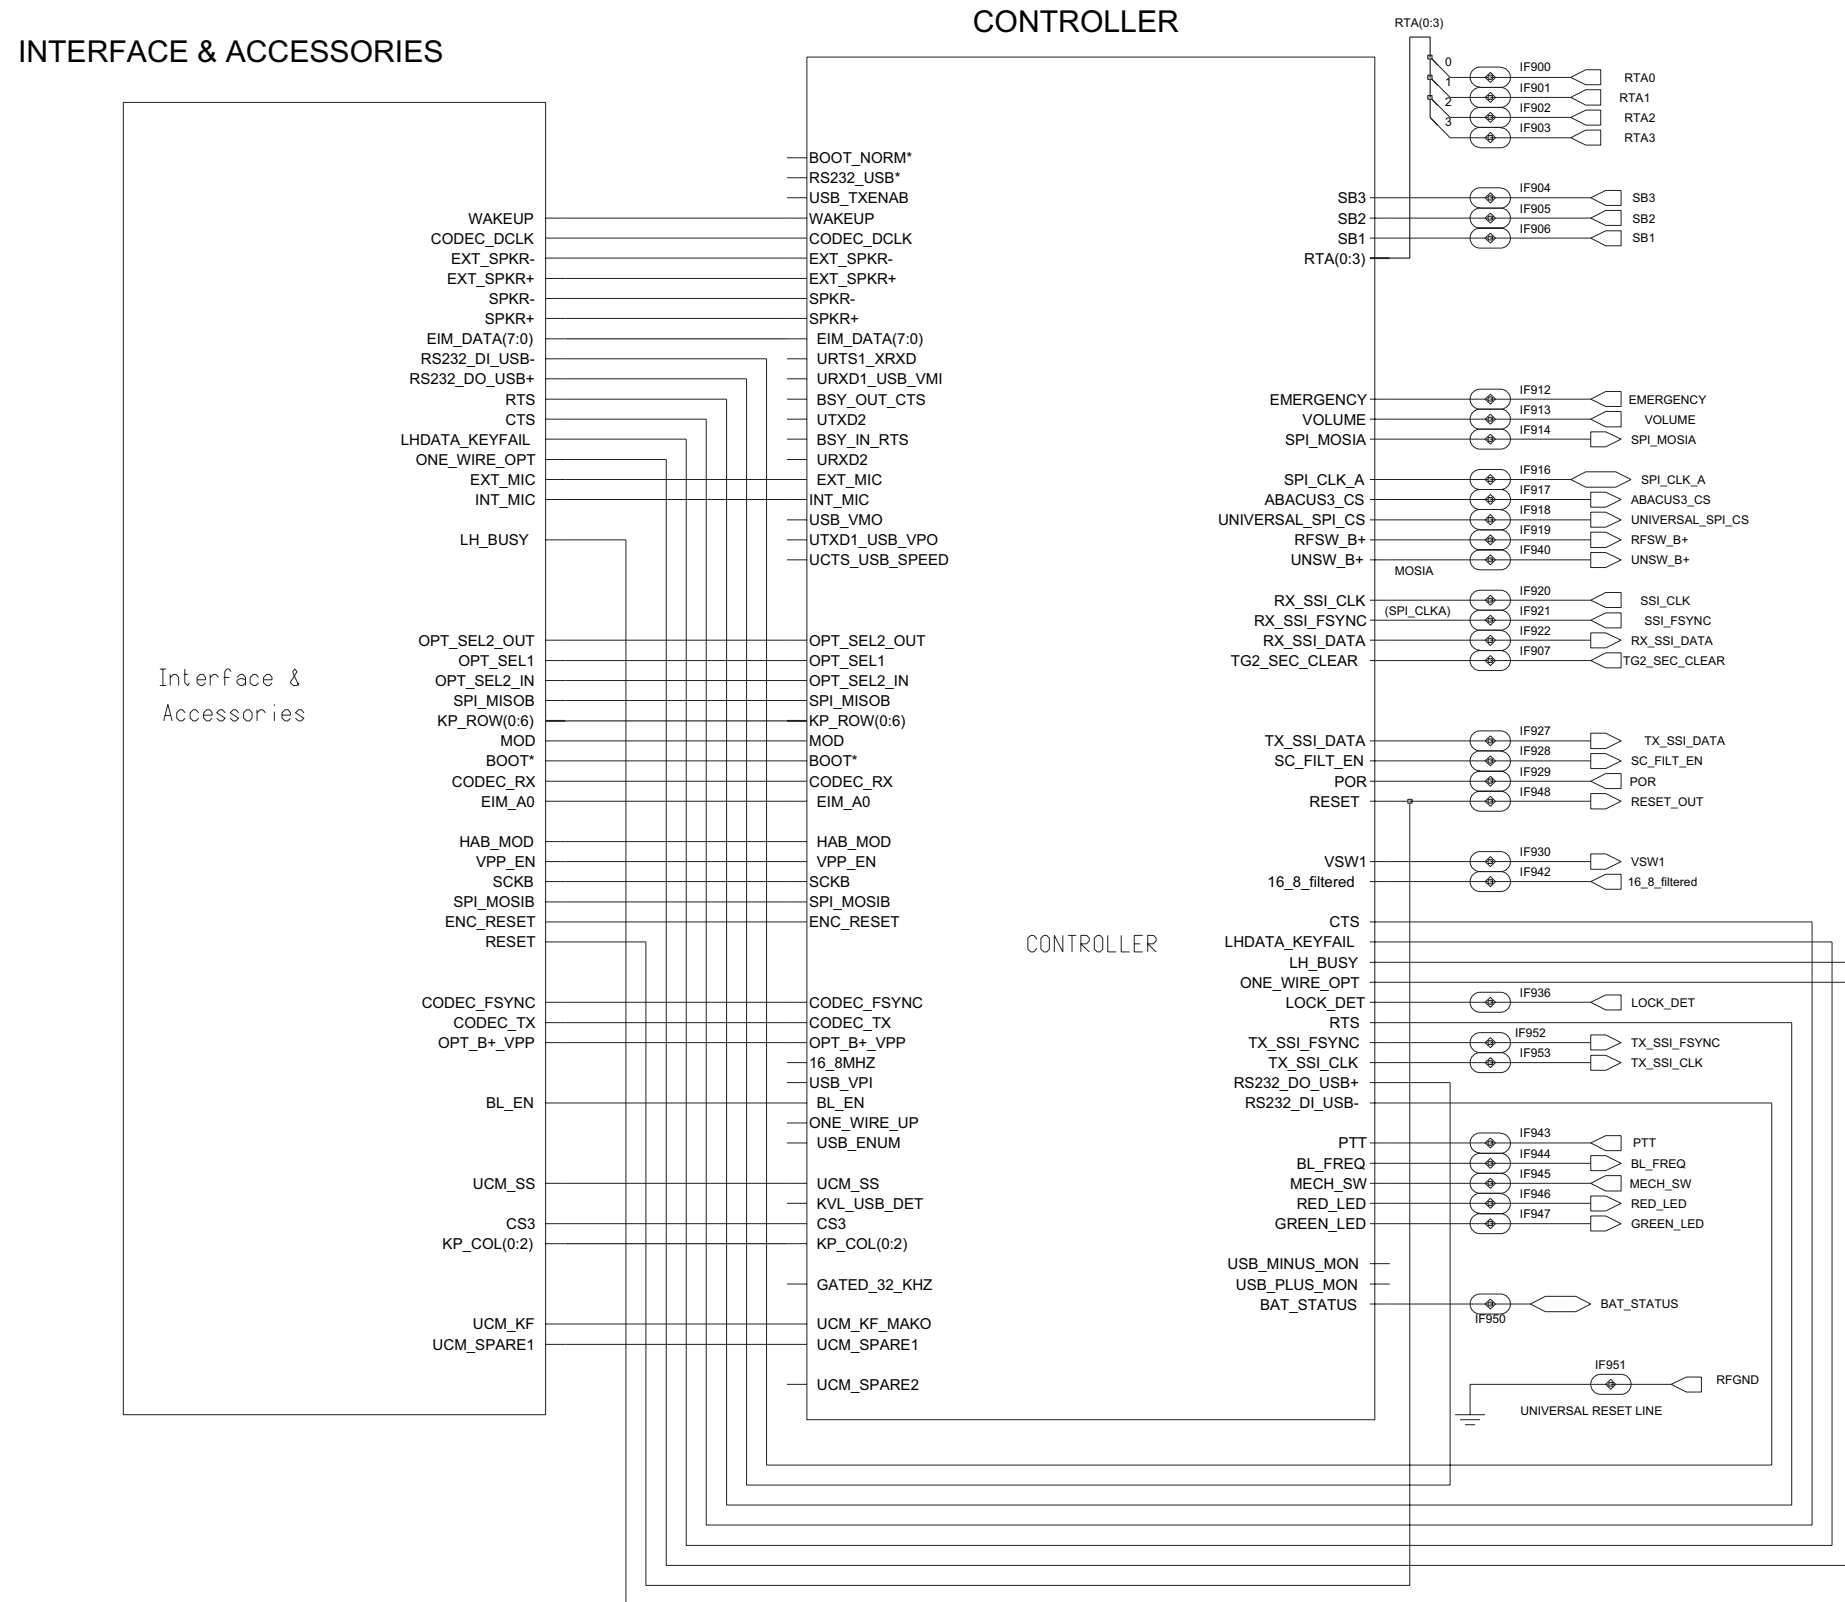 CONTROLLER
INTERFACE & ACCESSORIES
RTA(0:3)
0
1
2
3
IF900
RTA0
IF901
RTA1
IF902
RTA2
IF903
RTA3
WAKEUP
CODEC_DCLK
EXT_SPKR-
EXT_SPKR+
SPKR-
SPKR+
EIM_DATA(7:0)
RS232_DI_USB-
RS232_DO_USB+
RTS
CTS
LHDATA_KEYFAIL
ONE_WIRE_OPT
EXT_MIC
INT_MIC
LH_BUSY
OPT_SEL2_OUT
OPT_SEL1
OPT_SEL2_IN
SPI_MISOB
KP_ROW(0:6)
MOD
BOOT*
CODEC_RX
EIM_A0
HAB_MOD
VPP_EN
SCKB
SPI_MOSIB
ENC_RESET
RESET
CODEC_FSYNC
CODEC_TX
OPT_B+_VPP
BL_EN
UCM_SS
CS3
KP_COL(0:2)
UCM_KF
UCM_SPARE1
Interface &
Accessories
BOOT_NORM*
RS232_USB*
USB_TXENAB
WAKEUP
CODEC_DCLK
EXT_SPKR-
EXT_SPKR+
SPKR-
SPKR+
EIM_DATA(7:0)
URTS1_XRXD
URXD1_USB_VMI
BSY_OUT_CTS
UTXD2
BSY_IN_RTS
URXD2
EXT_MIC
INT_MIC
USB_VMO
UTXD1_USB_VPO
UCTS_USB_SPEED
OPT_SEL2_OUT
OPT_SEL1
OPT_SEL2_IN
SPI_MISOB
KP_ROW(0:6)
MOD
BOOT*
CODEC_RX
EIM_A0
HAB_MOD
VPP_EN
SCKB
SPI_MOSIB
ENC_RESET
CODEC_FSYNC
CODEC_TX
OPT_B+_VPP
16_8MHZ
USB_VPI
BL_EN
ONE_WIRE_UP
USB_ENUM
UCM_SS
KVL_USB_DET
CS3
KP_COL(0:2)
GATED_32_KHZ
UCM_KF_MAKO
UCM_SPARE1
UCM_SPARE2
CONTROLLER
SB3
SB2
SB1
RTA(0:3)
EMERGENCY
VOLUME
SPI_MOSIA
SPI_CLK_A
ABACUS3_CS
UNIVERSAL_SPI_CS
RFSW_B+
UNSW_B+
RX_SSI_CLK
RX_SSI_FSYNC
RX_SSI_DATA
TG2_SEC_CLEAR
TX_SSI_DATA
SC_FILT_EN
POR
RESET
VSW1
16_8_filtered
CTS
LHDATA_KEYFAIL
LH_BUSY
ONE_WIRE_OPT
LOCK_DET
RTS
TX_SSI_FSYNC
TX_SSI_CLK
RS232_DO_USB+
RS232_DI_USB-
PTT
BL_FREQ
MECH_SW
RED_LED
GREEN_LED
USB_MINUS_MON
USB_PLUS_MON
BAT_STATUS
MOSIA
(SPI_CLKA)
IF904
SB3
IF905
SB2
IF906
SB1
IF912
EMERGENCY
IF913
VOLUME
IF914
SPI_MOSIA
IF916
SPI_CLK_A
IF917
ABACUS3_CS
IF918
UNIVERSAL_SPI_CS
IF919
RFSW_B+
IF940
UNSW_B+
IF920
SSI_CLK
IF921
SSI_FSYNC
IF922
RX_SSI_DATA
IF907
TG2_SEC_CLEAR
IF927
TX_SSI_DATA
IF928
SC_FILT_EN
IF929
POR
IF948
RESET_OUT
IF930
VSW1
IF942
16_8_filtered
IF936
LOCK_DET
IF952
TX_SSI_FSYNC
IF953
TX_SSI_CLK
IF943
PTT
IF944
BL_FREQ
IF945
MECH_SW
IF946
RED_LED
IF947
GREEN_LED
BAT_STATUS
IF950
IF951
RFGND
UNIVERSAL RESET LINE